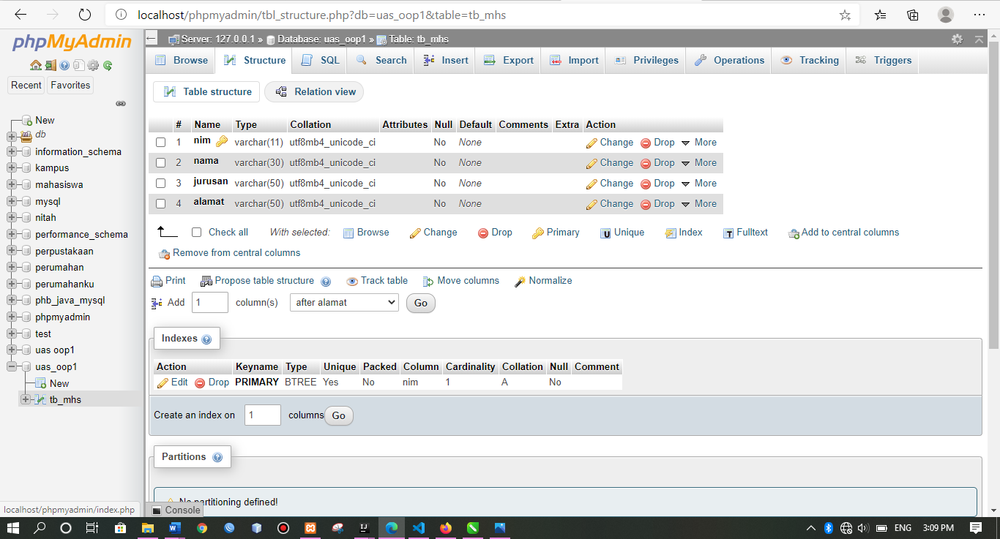 localhost/phpmyadmin/tbl_structure.php?db=uas_oop1&table=tb_mhs
phpMyAdmin
Recent Favorites
New
db
information_schema
kampus
mahasiswa
mysql
nitah
performance_schema
perpustakaan
perumahan
perumahanku
phb_java_mysql
phpmyadmin
test
uas oop1
uas_oop1
New
tb_mhs
localhost/phpmyadmin/index.php
Server: 127.0.0.1 » Database: uas_oop1 » Table: tb_mhs
Browse Structure SQL Search Insert Export Import Privileges Operations Tracking Triggers
Table structure Relation view
# Name Type Collation Attributes Null Default Comments Extra Action
1 nim varchar(11) utf8mb4_unicode_ci No None Change Drop More
2 nama varchar(30) utf8mb4_unicode_ci No None Change Drop More
3 jurusan varchar(50) utf8mb4_unicode_ci No None Change Drop More
4 alamat varchar(50) utf8mb4_unicode_ci No None Change Drop More
Check all With selected: Browse Change Drop Primary Unique Index Fulltext Add to central columns
Remove from central columns
Print Propose table structure Track table Move columns Normalize
Add 1 column(s) after alamat Go
Indexes
Action Keyname Type Unique Packed Column Cardinality Collation Null Comment
Edit Drop PRIMARY BTREE Yes No nim 1 A No
Create an index on 1 columns Go
Partitions
No partitioning defined!
Console
ENG 3:09 PM